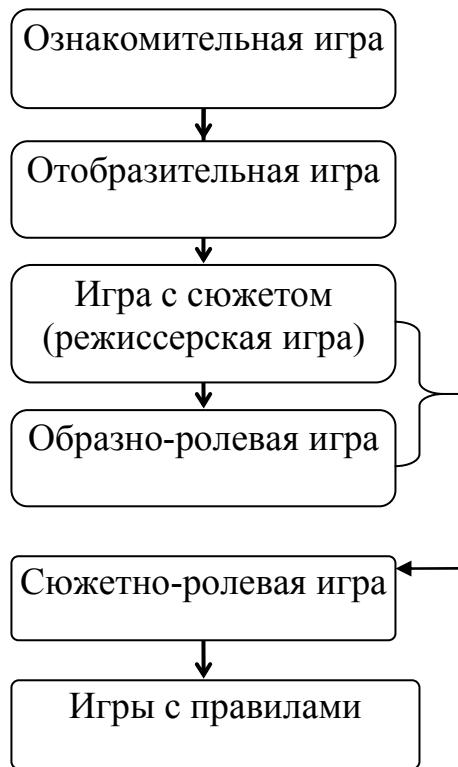 Ознакомительная игра
Отобразительная игра
Игра с сюжетом
(режиссерская игра)
Образно-ролевая игра
Сюжетно-ролевая игра
Игры с правилами